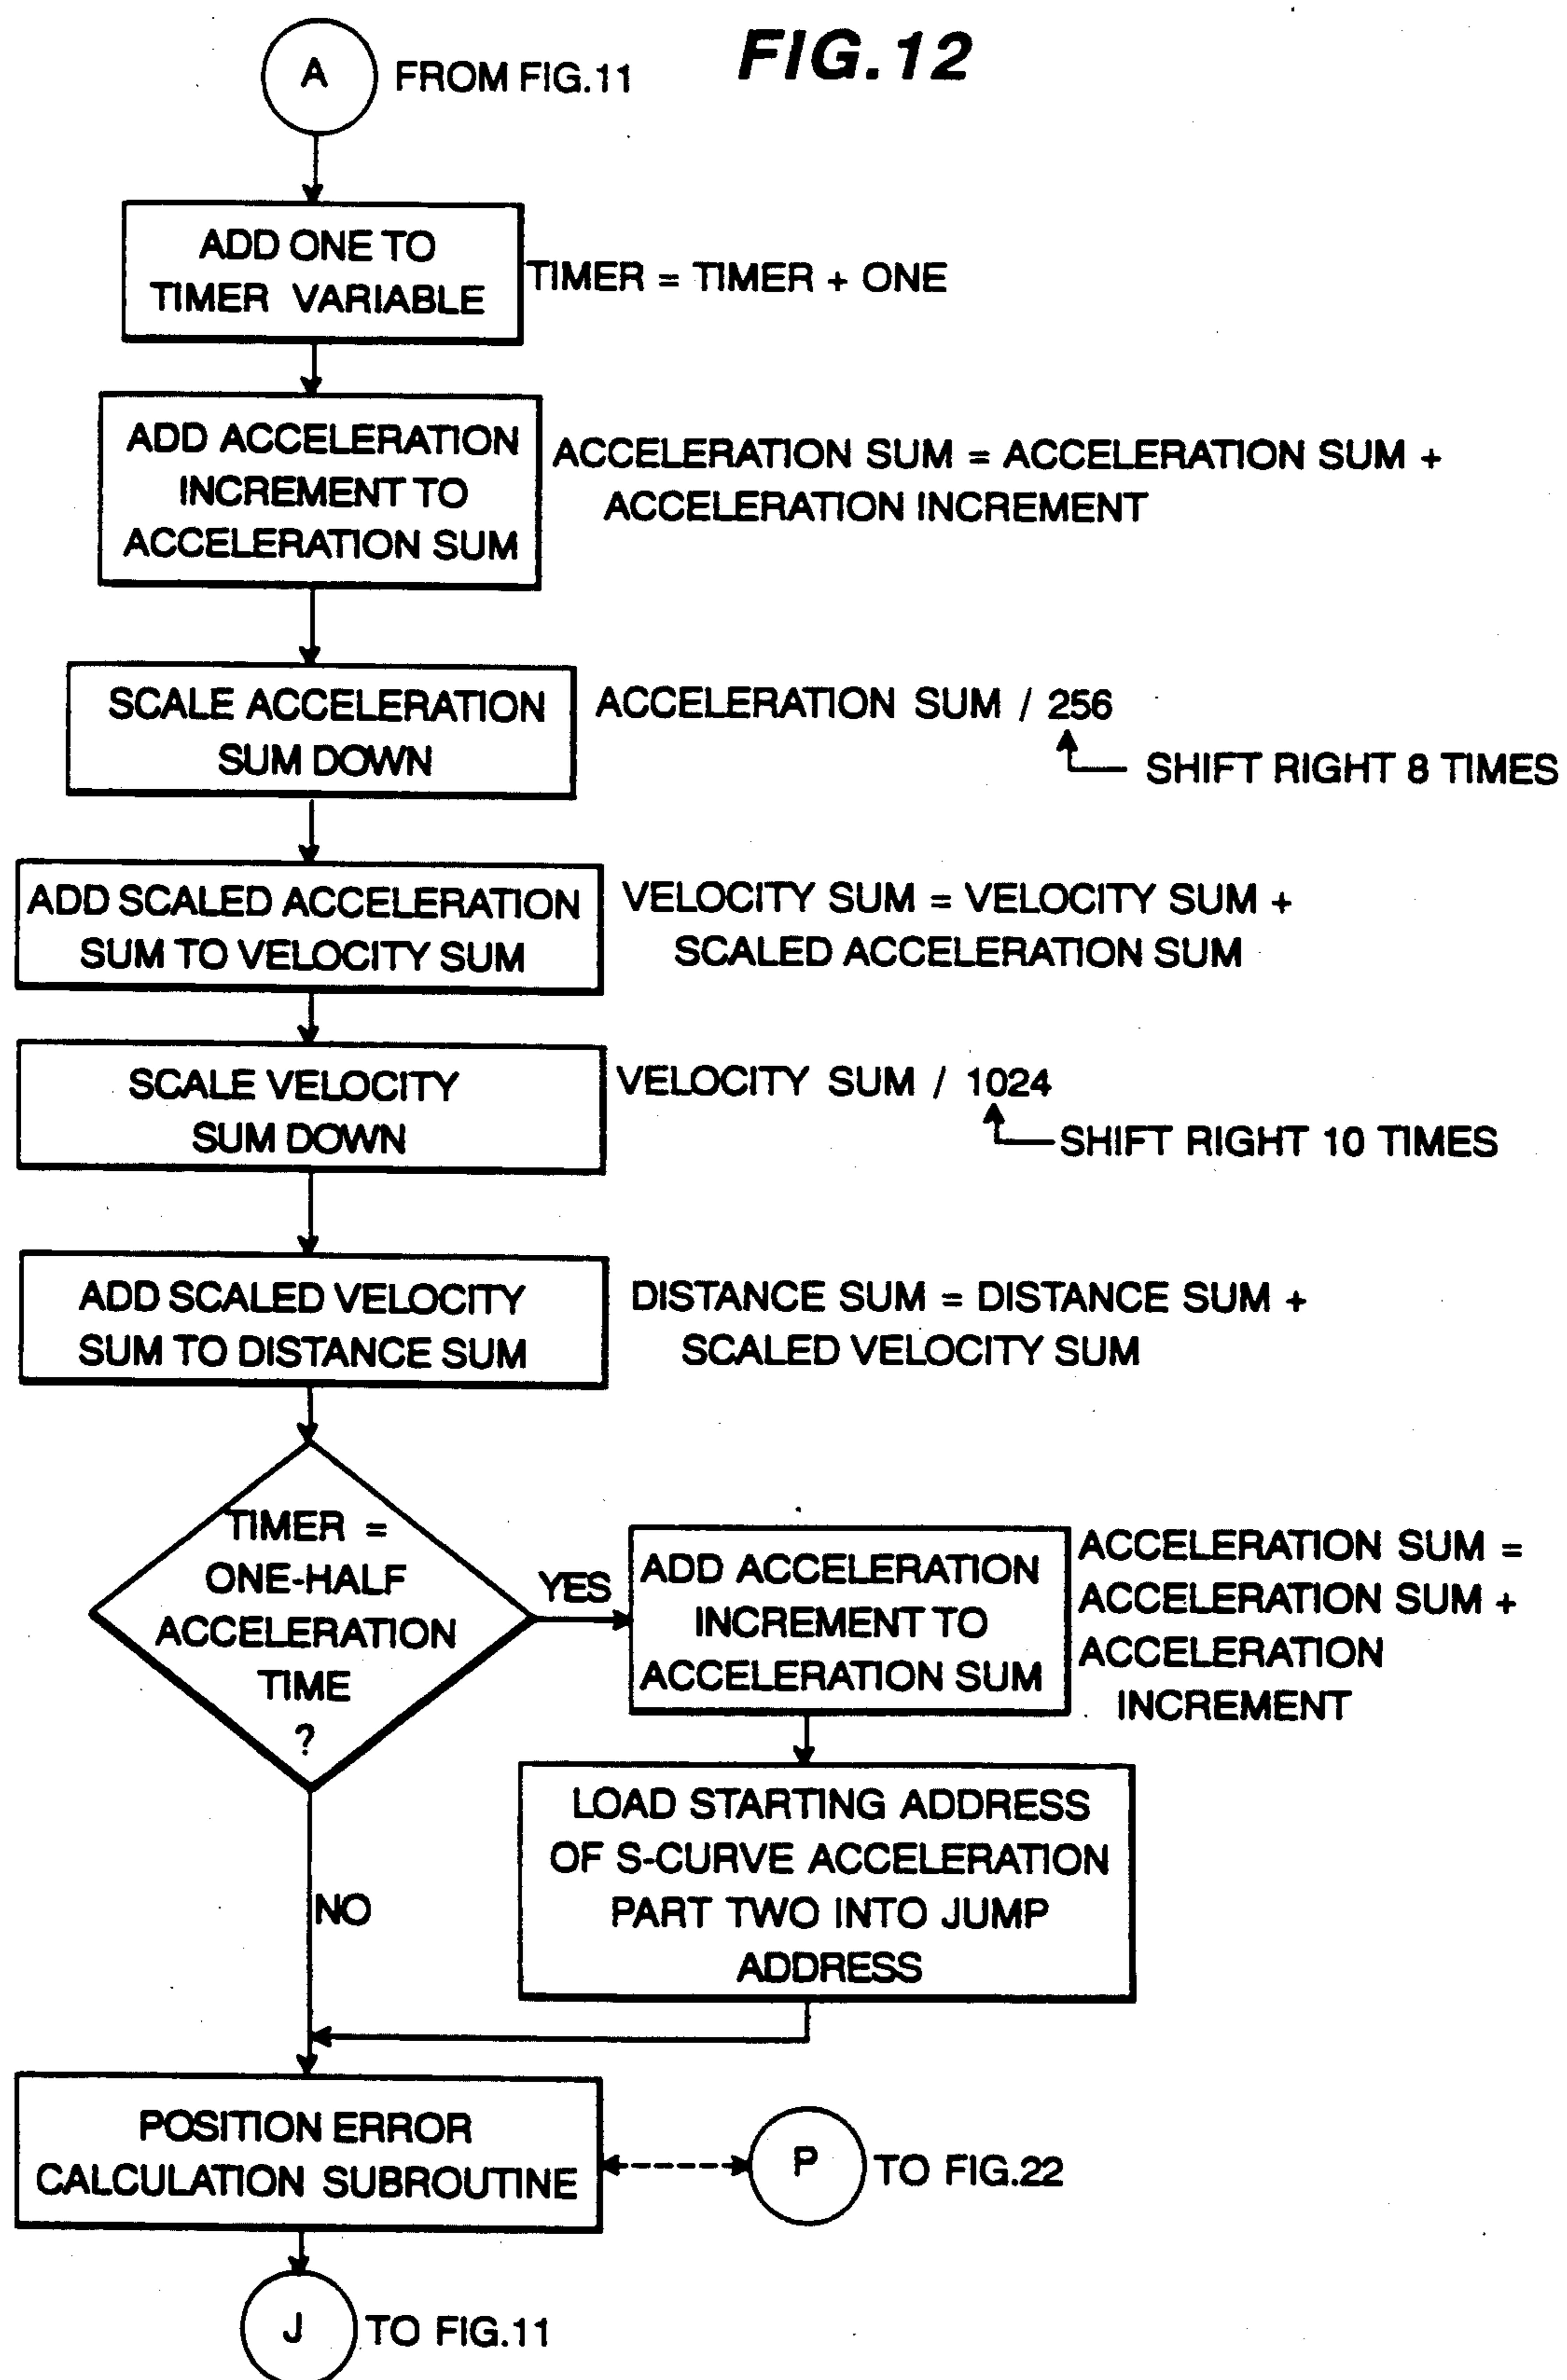 FIG.12
A
FROM FIG.11
ADD ONE TO
TIMER VARIABLE
TIMER = TIMER + ONE
ADD ACCELERATION
INCREMENT TO
ACCELERATION SUM
ACCELERATION SUM = ACCELERATION SUM +
ACCELERATION INCREMENT
SCALE ACCELERATION
SUM DOWN
ACCELERATION SUM / 256
SHIFT RIGHT 8 TIMES
ADD SCALED ACCELERATION
SUM TO VELOCITY SUM
VELOCITY SUM = VELOCITY SUM +
SCALED ACCELERATION SUM
SCALE VELOCITY
SUM DOWN
VELOCITY SUM / 1024
SHIFT RIGHT 10 TIMES
ADD SCALED VELOCITY
SUM TO DISTANCE SUM
DISTANCE SUM = DISTANCE SUM +
SCALED VELOCITY SUM
TIMER =
ONE-HALF
ACCELERATION
TIME
?
YES
ADD ACCELERATION
INCREMENT TO
ACCELERATION SUM
ACCELERATION SUM =
ACCELERATION SUM +
ACCELERATION
INCREMENT
LOAD STARTING ADDRESS
OF S-CURVE ACCELERATION
PART TWO INTO JUMP
ADDRESS
NO
POSITION ERROR
CALCULATION SUBROUTINE
P
TO FIG.22
J
TO FIG.11